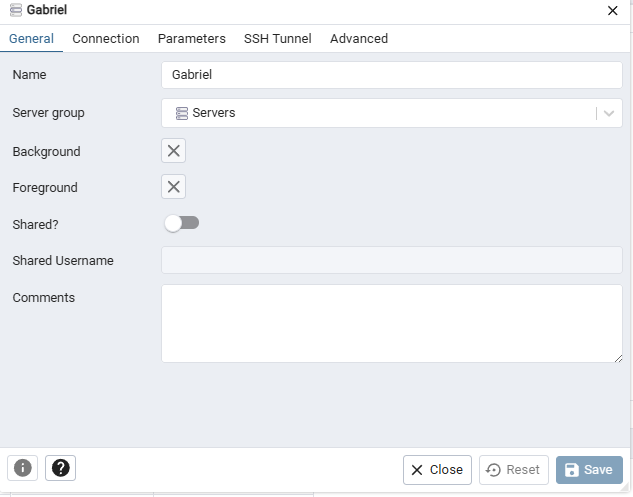 Gabriel
General Connection Parameters SSH Tunnel Advanced
Name Gabriel
Server group Servers
Background
Foreground
Shared?
Shared Username
Comments
Close Reset Save